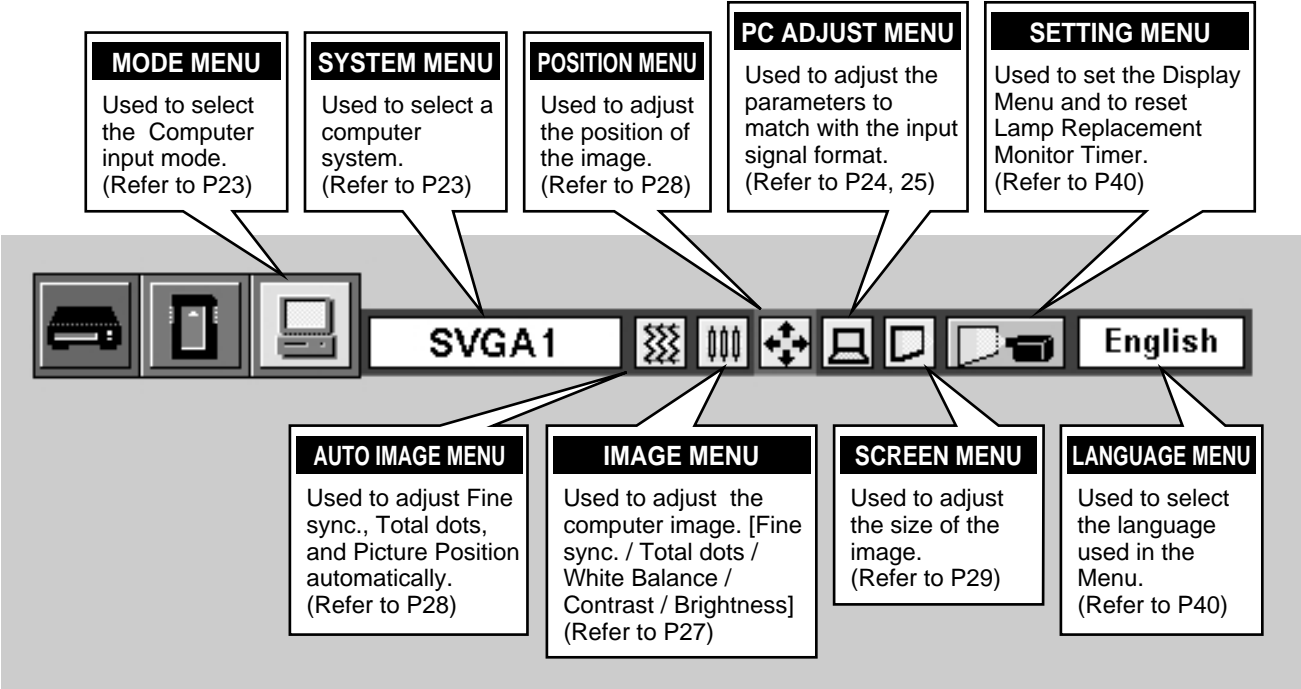 MODE MENU
Used to select
the Computer
input mode.
(Refer to P23)
SYSTEM MENU
Used to select a
computer
system.
(Refer to P23)
POSITION MENU
Used to adjust
the position of
the image.
(Refer to P28)
PC ADJUST MENU
Used to adjust the
parameters to
match with the input
signal format.
(Refer to P24, 25)
SETTING MENU
Used to set the Display
Menu and to reset
Lamp Replacement
Monitor Timer.
(Refer to P40)
SVGA1
English
AUTO IMAGE MENU
Used to adjust Fine
sync., Total dots,
and Picture Position
automatically.
(Refer to P28)
IMAGE MENU
Used to adjust the
computer image. [Fine
sync. / Total dots /
White Balance /
Contrast / Brightness]
(Refer to P27)
SCREEN MENU
Used to adjust
the size of the
image.
(Refer to P29)
LANGUAGE MENU
Used to select
the language
used in the
Menu.
(Refer to P40)